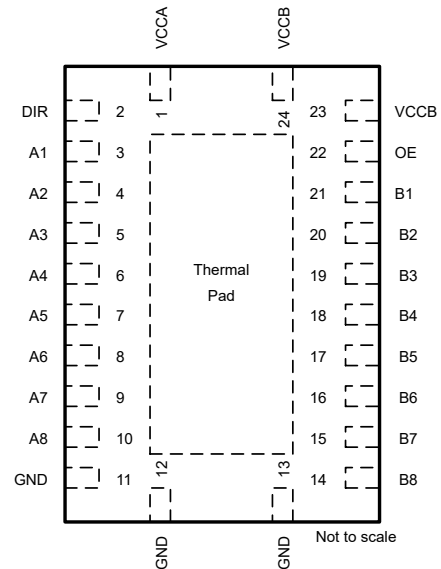 VCCA
VCCB
1
24
DIR 2
23 VCCB
A1 3
22 OE
A2 4
21 B1
A3 5
20 B2
A4 6
19 B3
A5 7
18 B4
A6 8
17 B5
A7 9
16 B6
A8 10
15 B7
GND 11
14 B8
Thermal
Pad
12
13
GND
GND
Not to scale